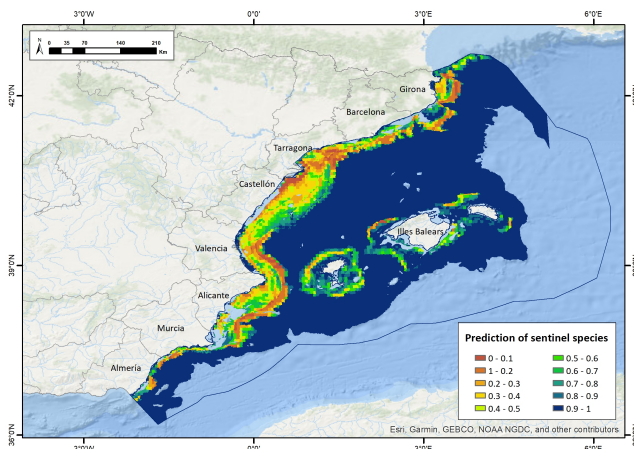 3°0'W 0°0' 3°0'E 6°0'E
N
0 35 70 140 210
Km
42°0'N
Girona
Barcelona
Tarragona
Castellón
Valencia
Illes Balears
39°0'N
Alicante
Murcia
Almería
36°0'N
Prediction of sentinel species
0 - 0.1 0.5 - 0.6
1 - 0.2 0.6 - 0.7
0.2 - 0.3 0.7 - 0.8
0.3 - 0.4 0.8 - 0.9
0.4 - 0.5 0.9 - 1
Esri, Garmin, GEBCO, NOAA NGDC, and other contributors
0°0' 3°0'E 6°0'E